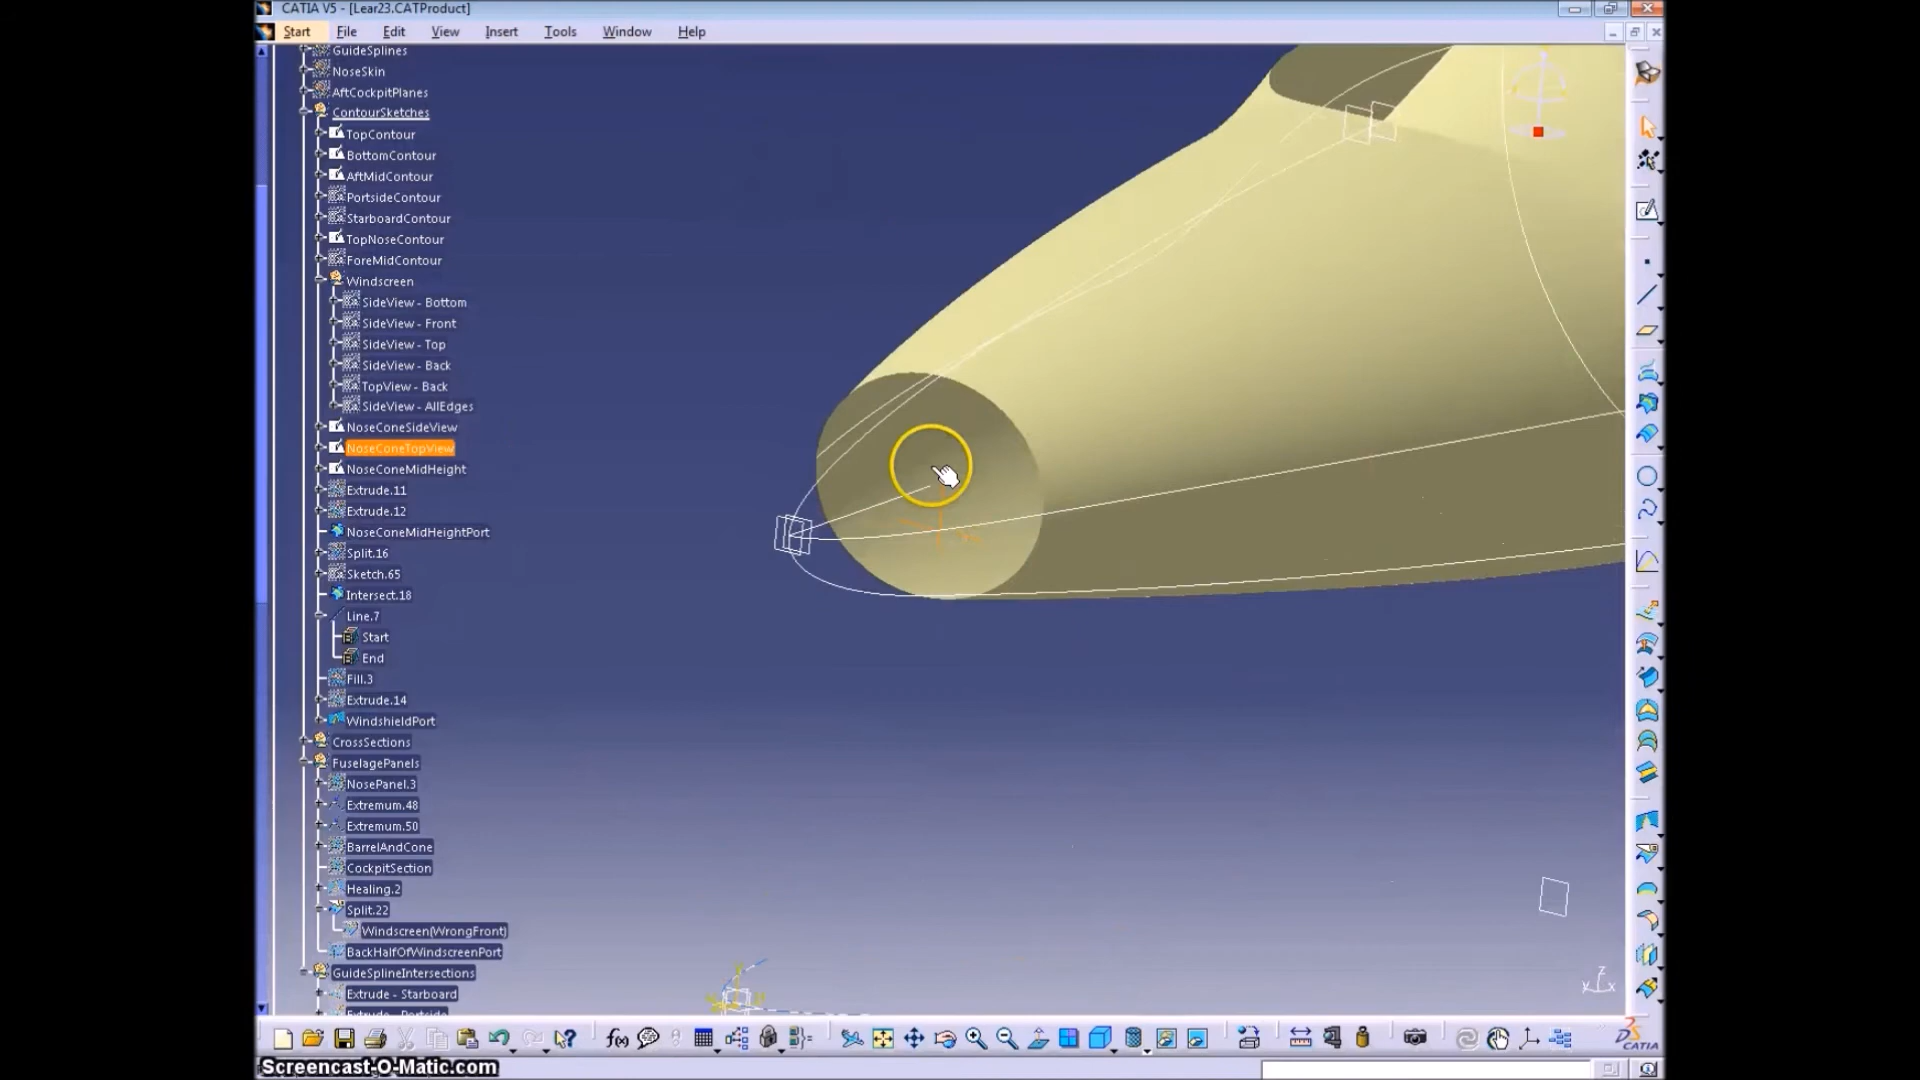 CATIA V5 - [Lear23.CATProduct]
Start File Edit View Insert Tools Window Help
GuideSplines
NoseSkin
AftCockpitPlanes
ContourSketches
TopContour
BottomContour
AftMidContour
PortsideContour
StarboardContour
TopNoseContour
ForeMidContour
Windscreen
SideView - Bottom
SideView - Front
SideView - Top
SideView - Back
TopView - Back
SideView - AllEdges
NoseConeSideView
NoseConeTopView
NoseConeMidHeight
Extrude.11
Extrude.12
NoseConeMidHeightPort
Split.16
Sketch.65
Intersect.18
Line.7
Start
End
Fill.3
Extrude.14
WindshieldPort
CrossSections
FuselagePanels
NosePanel.3
Extremum.48
Extremum.50
BarrelAndCone
CockpitSection
Healing.2
Split.22
Windscreen(WrongFront)
BackHalfOfWindscreenPort
GuideSplineIntersections
Extrude - Starboard
Extrude - Portside
z
y x
f(x)
CATIA
Screencast-O-Matic.com